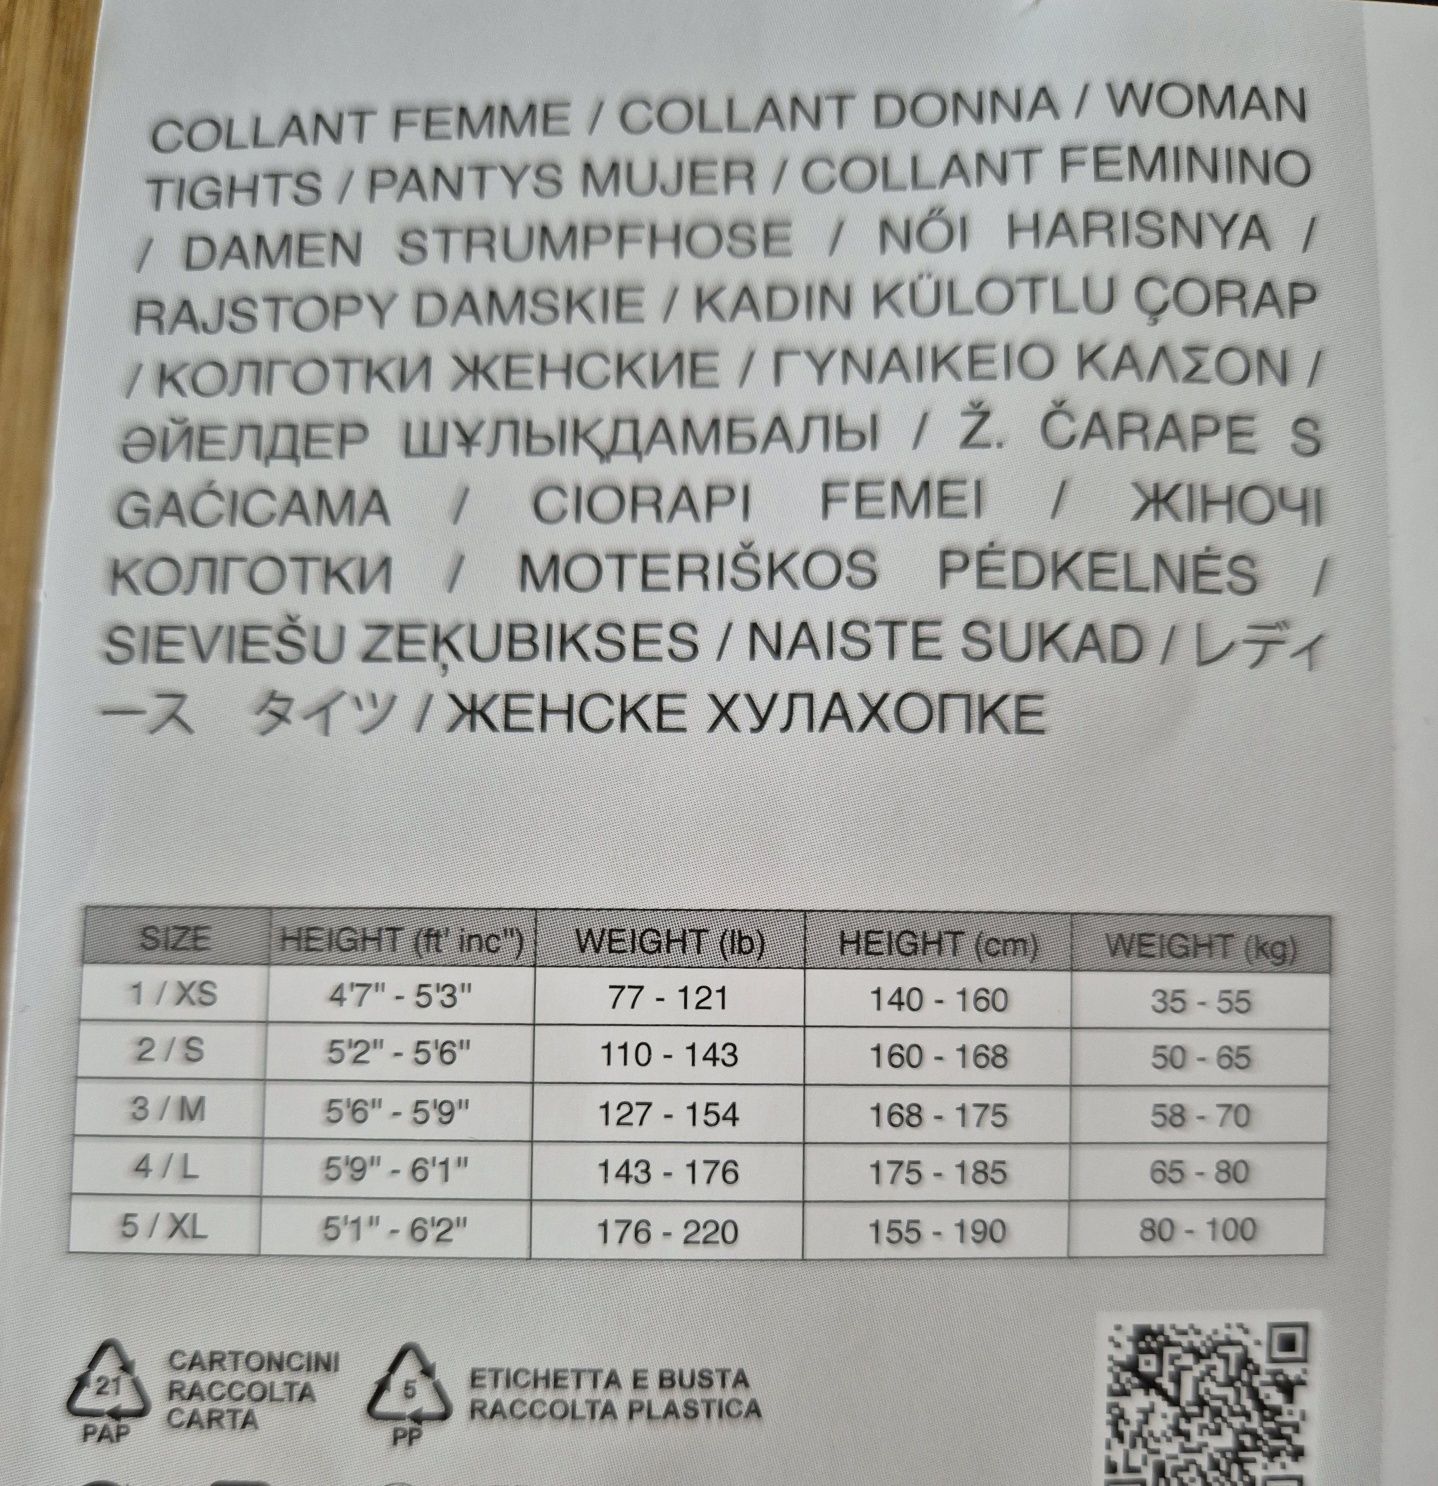 COLLANT FEMME / COLLANT DONNA / WOMAN
TIGHTS / PANTYS MUJER / COLLANT FEMININO
/ DAMEN STRUMPFHOSE / NŐI HARISNYA /
RAJSTOPY DAMSKIE / KADIN KÜLOTLU ÇORAP
/ КОЛГОТКИ ЖЕНСКИЕ / ΓΥΝΑΙΚΕΙΟ ΚΑΛΣΟΝ /
ӘЙЕЛДЕР ШҰЛЫҚДАМБАЛЫ / Ž. ČARAPE S
GAĆICAMA / CIORAPI FEMEI / ЖІНОЧІ
КОЛГОТКИ / MOTERIŠKOS PĖDKELNĖS /
SIEVIEŠU ZEĶUBIKSES / NAISTE SUKAD / レディ
ース タイツ / ЖЕНСКЕ ХУЛАХОПКЕ
SIZE HEIGHT (ft' inc") WEIGHT (lb) HEIGHT (cm) WEIGHT (kg)
1 / XS 4'7" - 5'3" 77 - 121 140 - 160 35 - 55
2 / S 5'2" - 5'6" 110 - 143 160 - 168 50 - 65
3 / M 5'6" - 5'9" 127 - 154 168 - 175 58 - 70
4 / L 5'9" - 6'1" 143 - 176 175 - 185 65 - 80
5 / XL 5'1" - 6'2" 176 - 220 155 - 190 80 - 100
21
PAP
CARTONCINI
RACCOLTA
CARTA
5
PP
ETICHETTA E BUSTA
RACCOLTA PLASTICA